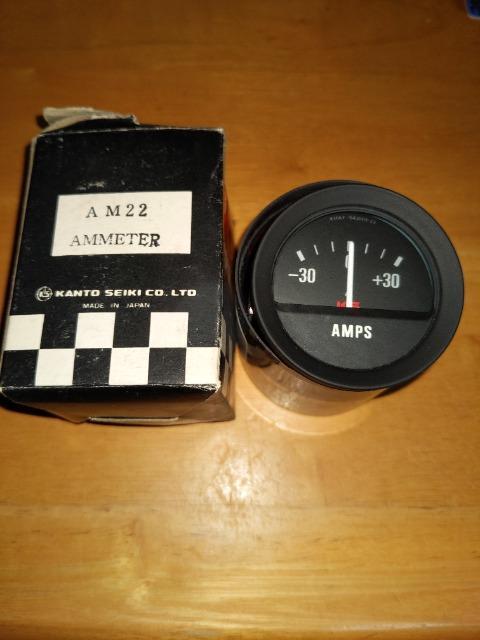 AM22
AMMETER
KANTO SEIKI CO. LTD
MADE IN JAPAN
-30
0
+30
AMPS